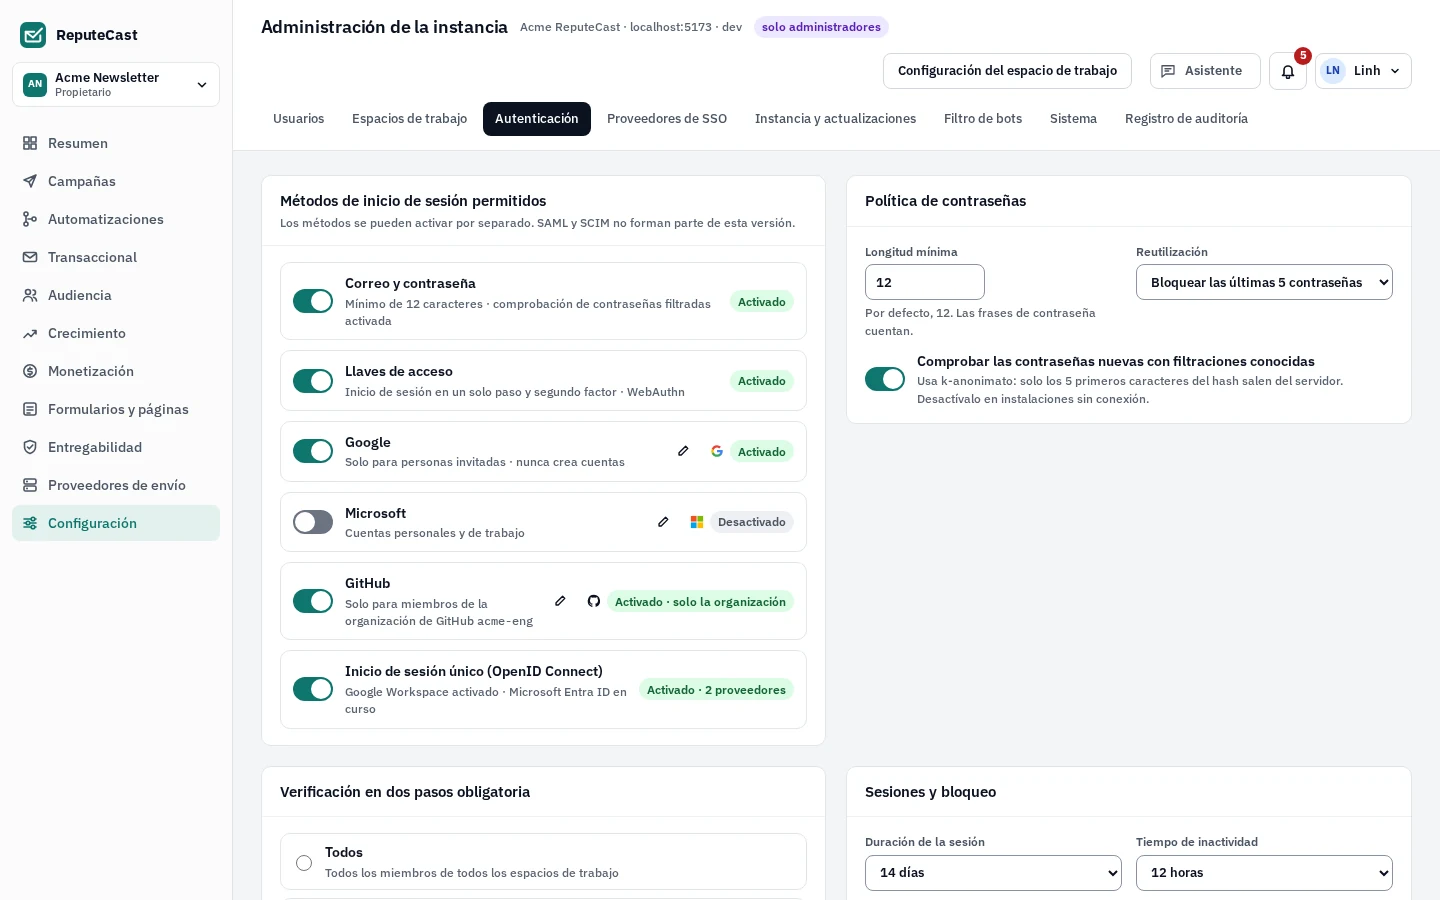 ReputeCast
AN
Acme Newsletter
Propietario
Resumen
Campañas
Automatizaciones
Transaccional
Audiencia
Crecimiento
Monetización
Formularios y páginas
Entregabilidad
Proveedores de envío
Configuración
Administración de la instancia
Acme ReputeCast · localhost:5173 · dev
solo administradores
Configuración del espacio de trabajo
Asistente
5
LN
Linh
Usuarios
Espacios de trabajo
Autenticación
Proveedores de SSO
Instancia y actualizaciones
Filtro de bots
Sistema
Registro de auditoría
Métodos de inicio de sesión permitidos
Los métodos se pueden activar por separado. SAML y SCIM no forman parte de esta versión.
Correo y contraseña
Mínimo de 12 caracteres · comprobación de contraseñas filtradas
activada
Activado
Llaves de acceso
Inicio de sesión en un solo paso y segundo factor · WebAuthn
Activado
Google
Solo para personas invitadas · nunca crea cuentas
Activado
Microsoft
Cuentas personales y de trabajo
Desactivado
GitHub
Solo para miembros de la
organización de GitHub acme-eng
Activado · solo la organización
Inicio de sesión único (OpenID Connect)
Google Workspace activado · Microsoft Entra ID en
curso
Activado · 2 proveedores
Política de contraseñas
Longitud mínima
12
Por defecto, 12. Las frases de contraseña
cuentan.
Reutilización
Bloquear las últimas 5 contraseñas
Comprobar las contraseñas nuevas con filtraciones conocidas
Usa k-anonimato: solo los 5 primeros caracteres del hash salen del servidor.
Desactívalo en instalaciones sin conexión.
Verificación en dos pasos obligatoria
Todos
Todos los miembros de todos los espacios de trabajo
Sesiones y bloqueo
Duración de la sesión
14 días
Tiempo de inactividad
12 horas